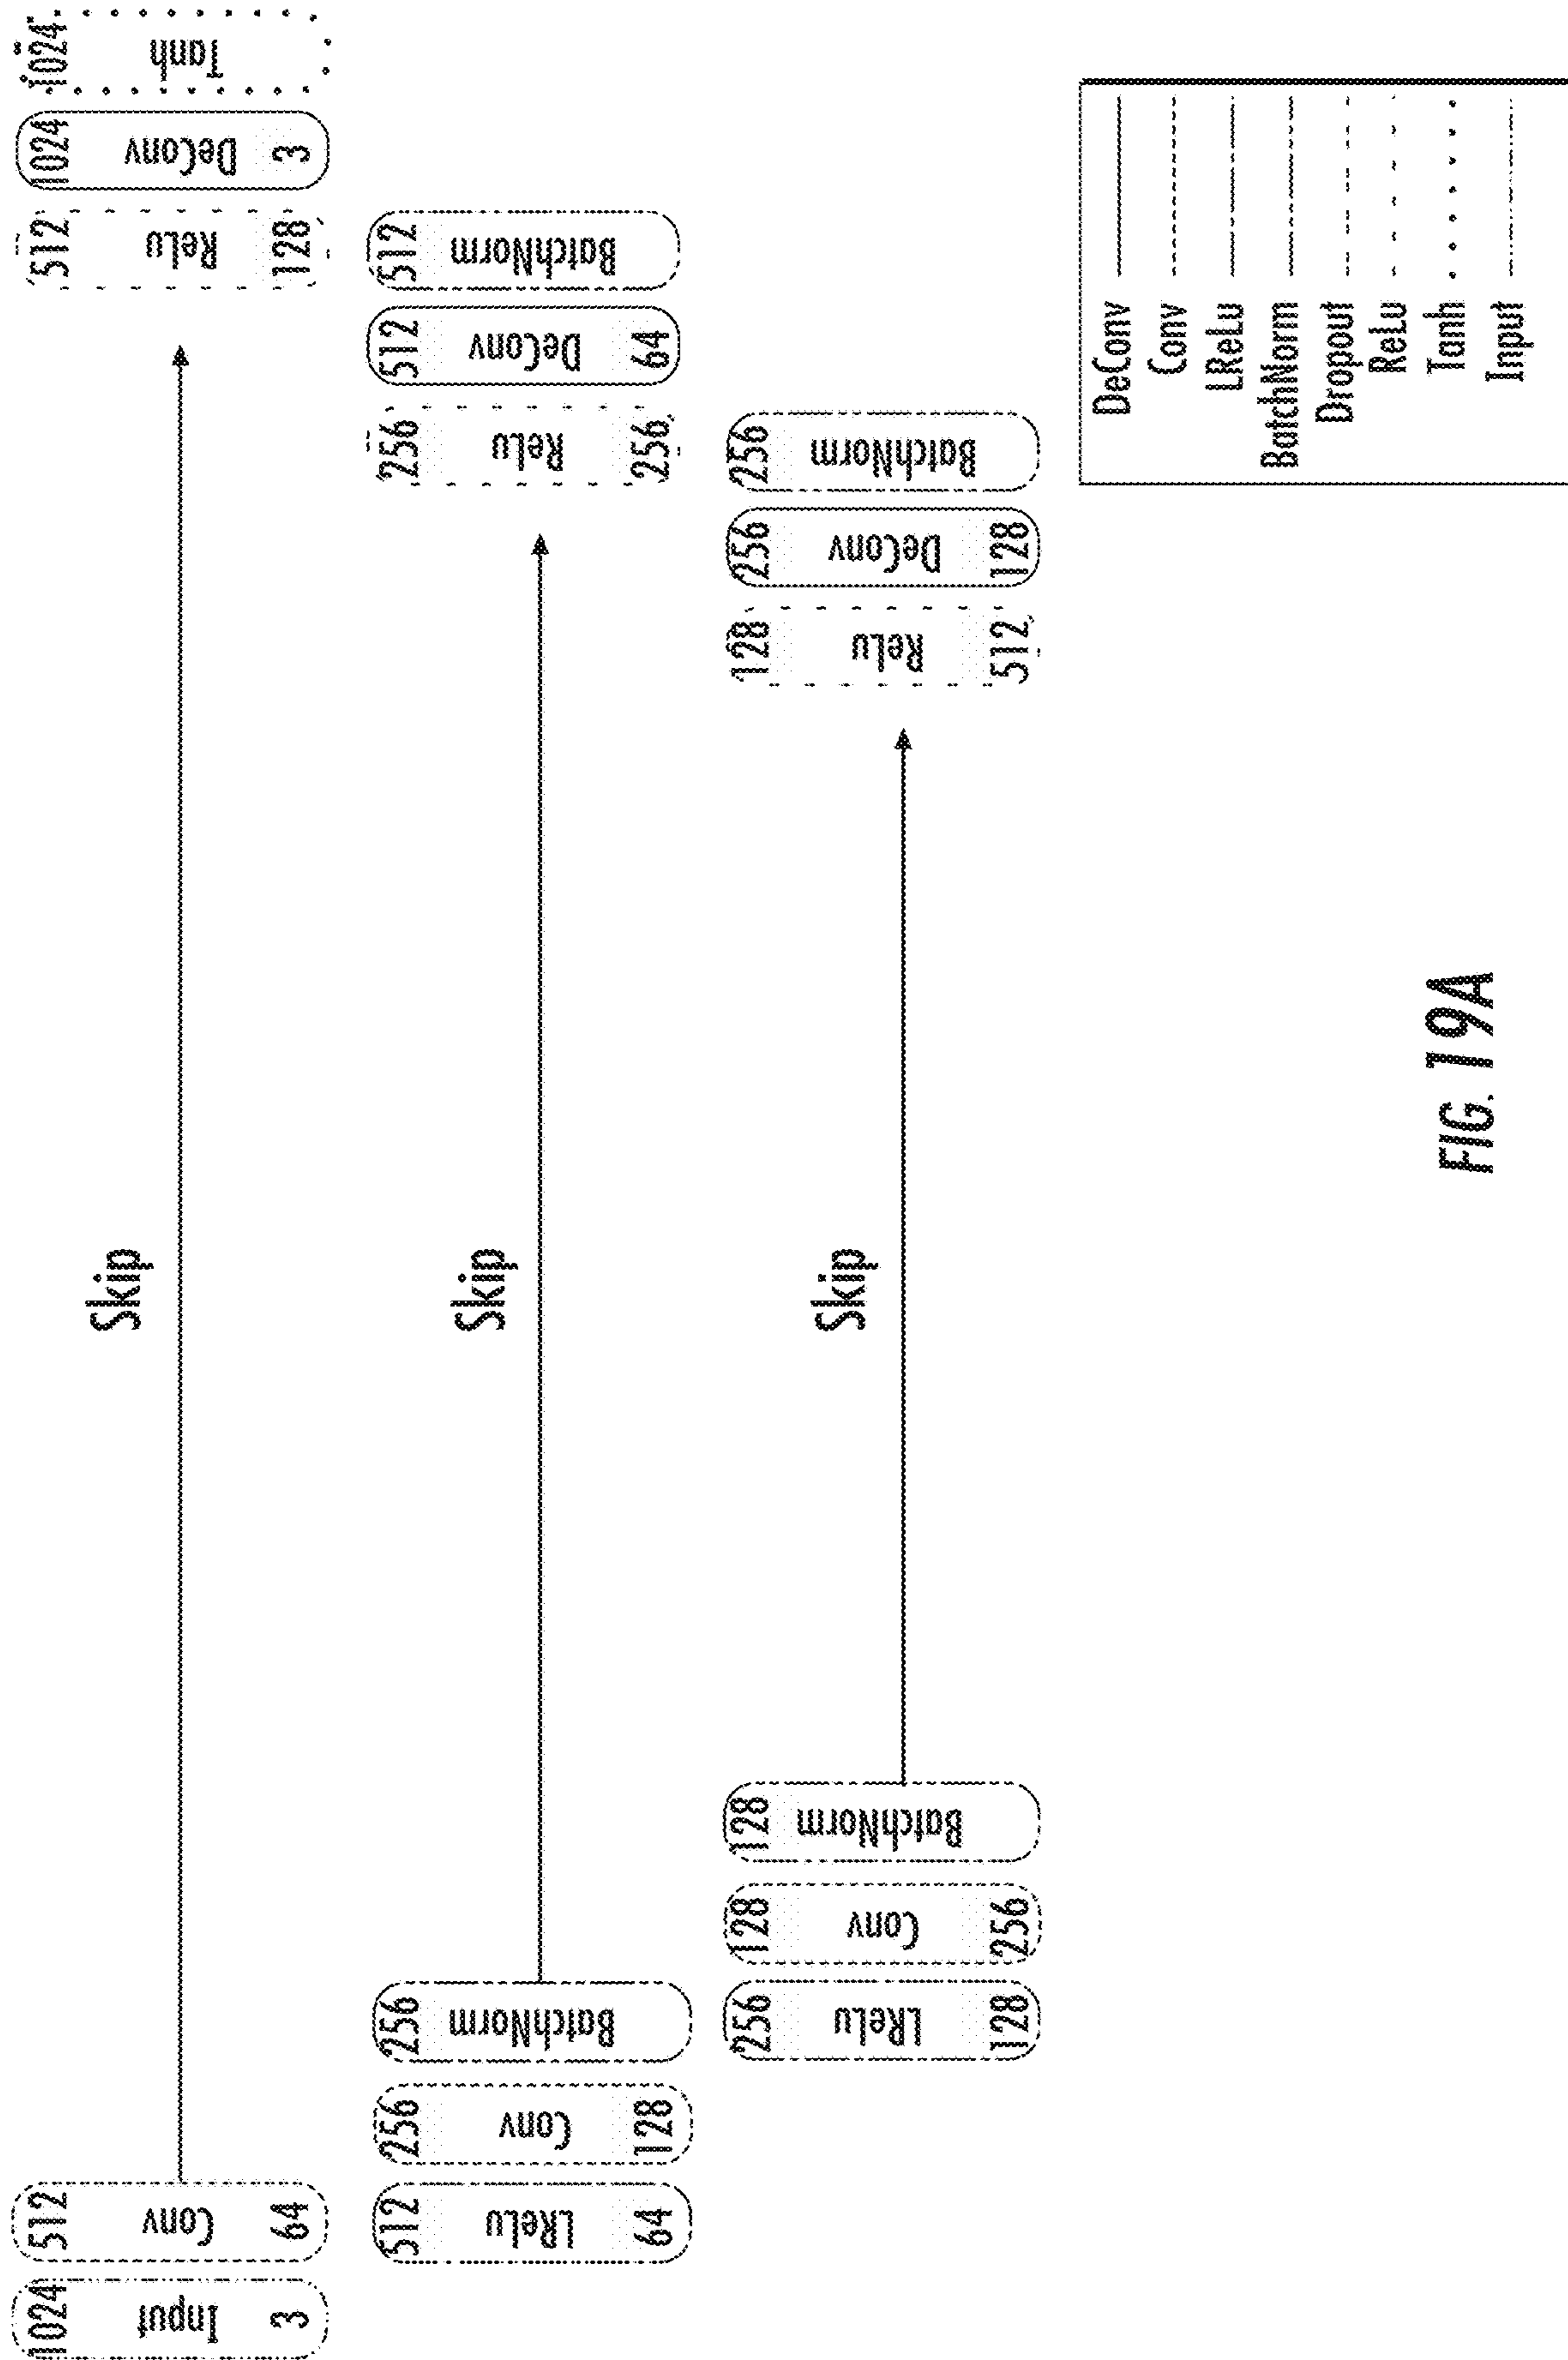 1024
Input
3
512
Conv
64
Skip
512
ReLu
128
1024
DeConv
3
1024
Tanh
512
LReLu
64
256
Conv
128
256
BatchNorm
Skip
256
ReLu
256
512
DeConv
64
512
BatchNorm
256
LReLu
128
128
Conv
256
128
BatchNorm
Skip
128
ReLu
512
256
DeConv
128
256
BatchNorm
DeConv
Conv
LReLu
BatchNorm
Dropout
ReLu
Tanh
Input
FIG. 19A